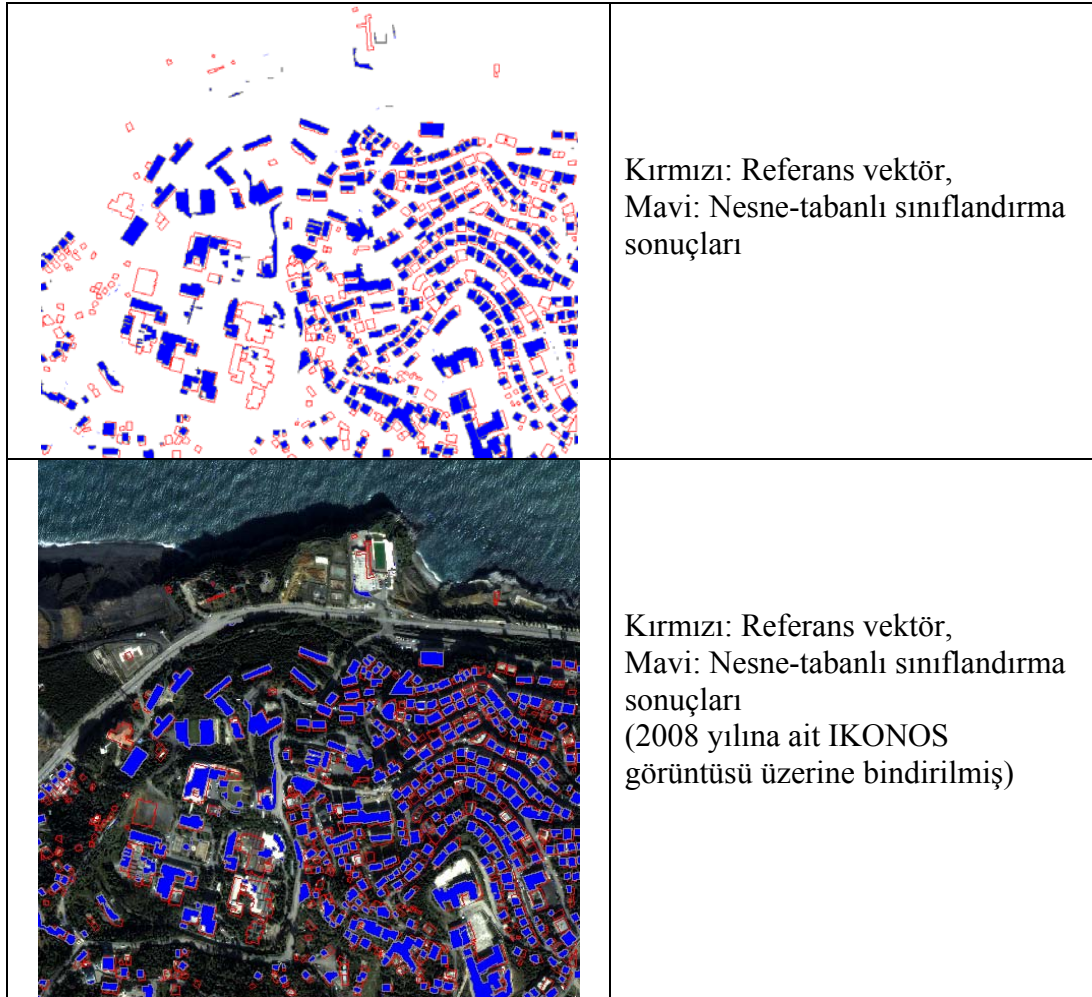 Kırmızı: Referans vektör,
Mavi: Nesne-tabanlı sınıflandırma
sonuçları
Kırmızı: Referans vektör,
Mavi: Nesne-tabanlı sınıflandırma
sonuçları
(2008 yılına ait IKONOS
görüntüsü üzerine bindirilmiş)